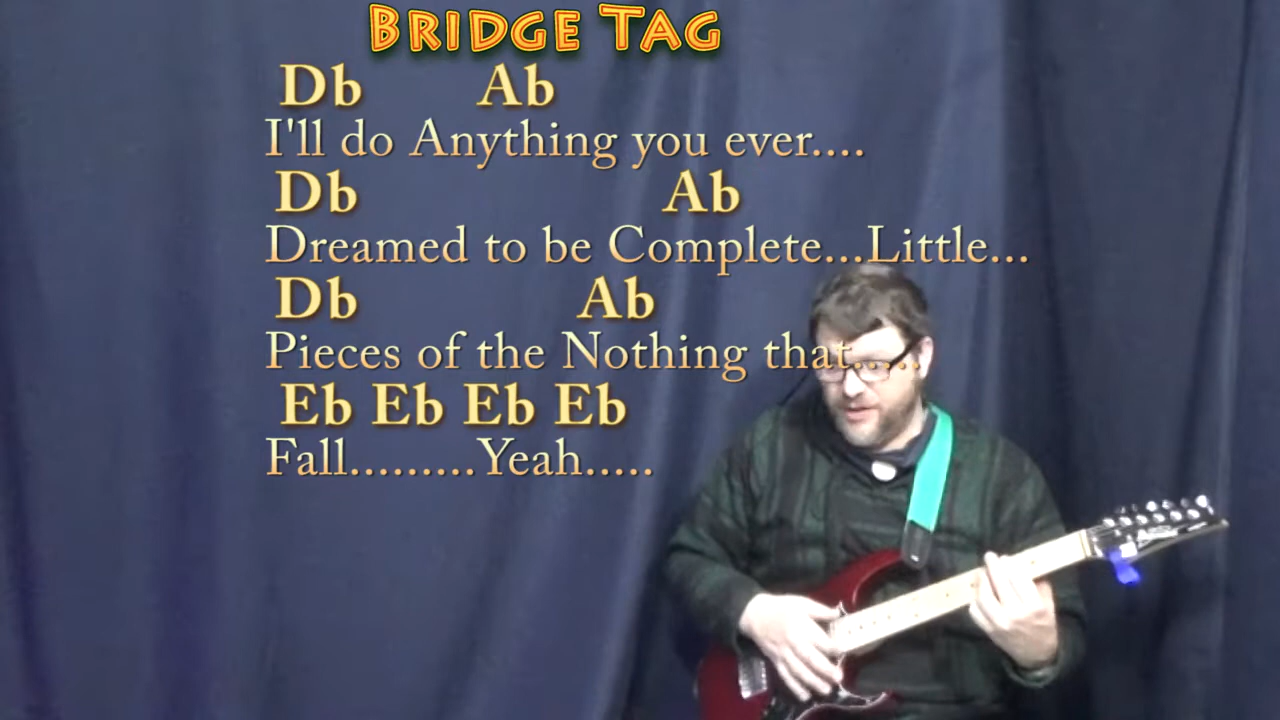 BRIDGE TAG
Db Ab
I'll do Anything you ever....
Db Ab
Dreamed to be Complete...Little...
Db Ab
Pieces of the Nothing that.....
Eb Eb Eb Eb
Fall.........Yeah.....